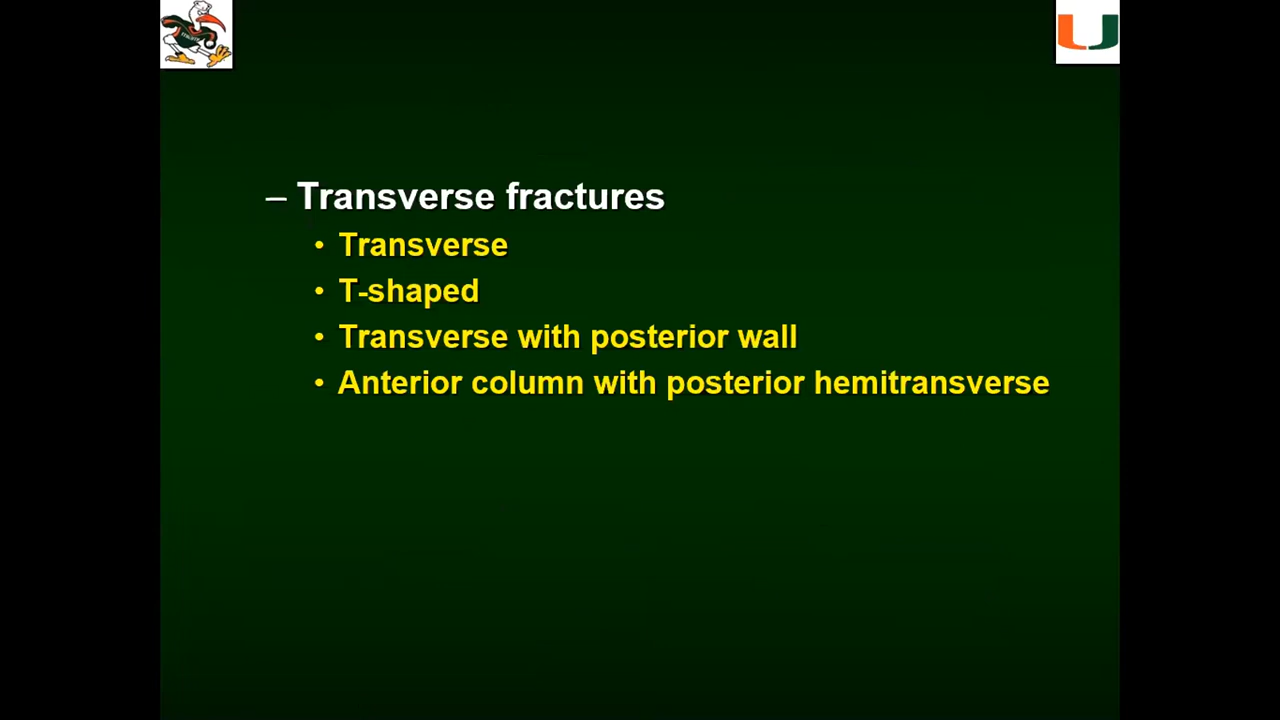 – Transverse fractures
• Transverse
• T-shaped
• Transverse with posterior wall
• Anterior column with posterior hemitransverse